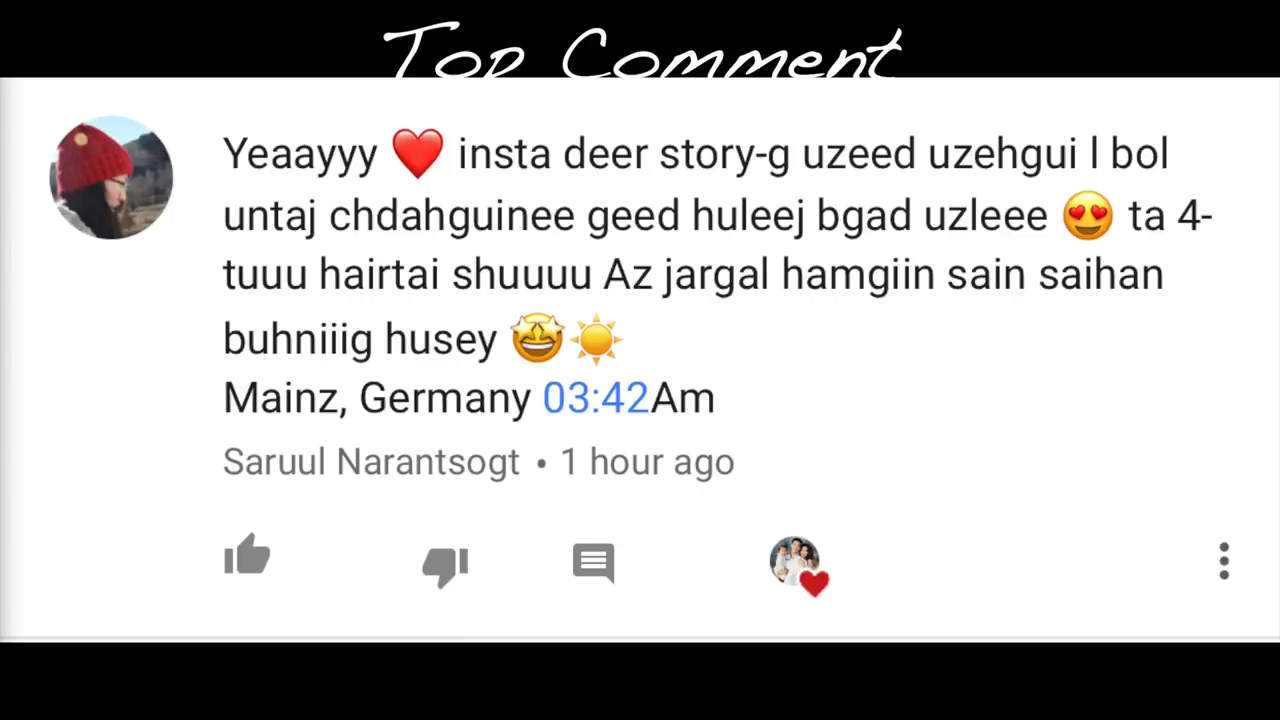 Top Comment
Yeaayyy ❤️ insta deer story-g uzeed uzehgui l bol
untaj chdahguinee geed huleej bgad uzleee 😍 ta 4-
tuuu hairtai shuuuu Az jargal hamgiin sain saihan
buhniiig husey 🤩☀️
Mainz, Germany 03:42Am
Saruul Narantsogt • 1 hour ago